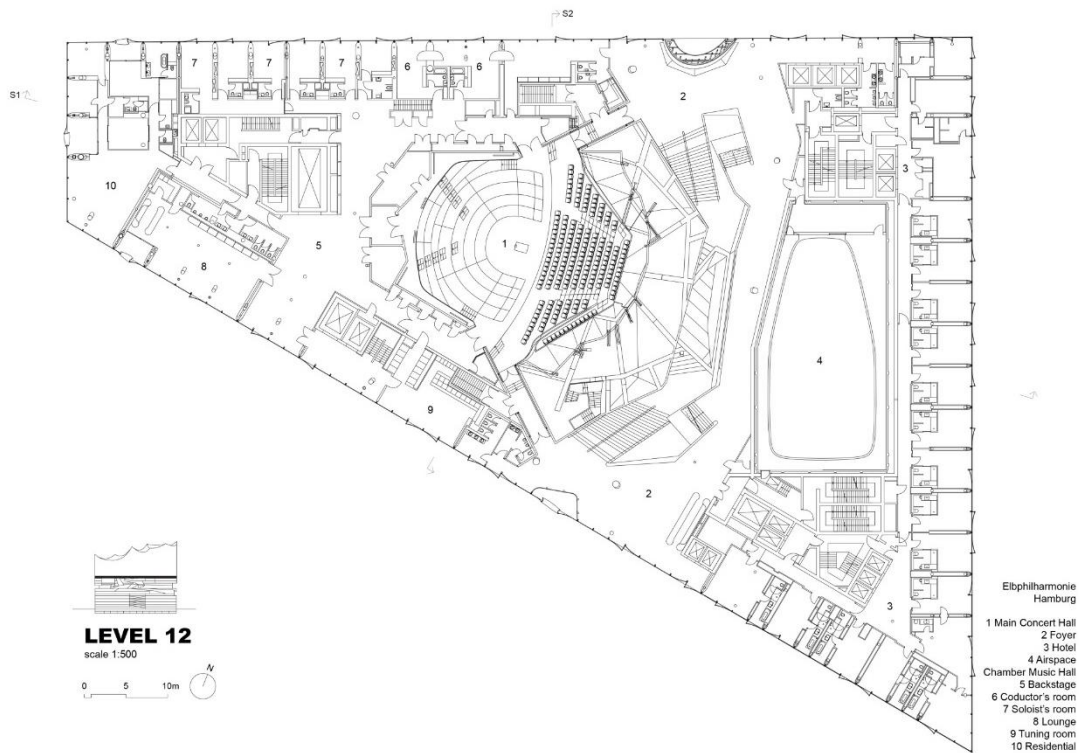 S2
S1
7
7
7
6
6
2
3
10
5
1
8
4
9
2
3
LEVEL 12
scale 1:500
0 5 10m
N
Elbphilharmonie
Hamburg
1 Main Concert Hall
2 Foyer
3 Hotel
4 Airspace
Chamber Music Hall
5 Backstage
6 Coductor's room
7 Soloist's room
8 Lounge
9 Tuning room
10 Residential